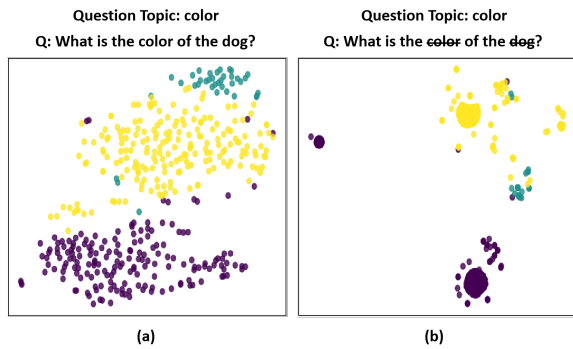 Question Topic: color
Q: What is the color of the dog?
(a)
Question Topic: color
Q: What is the color of the dog?
(b)